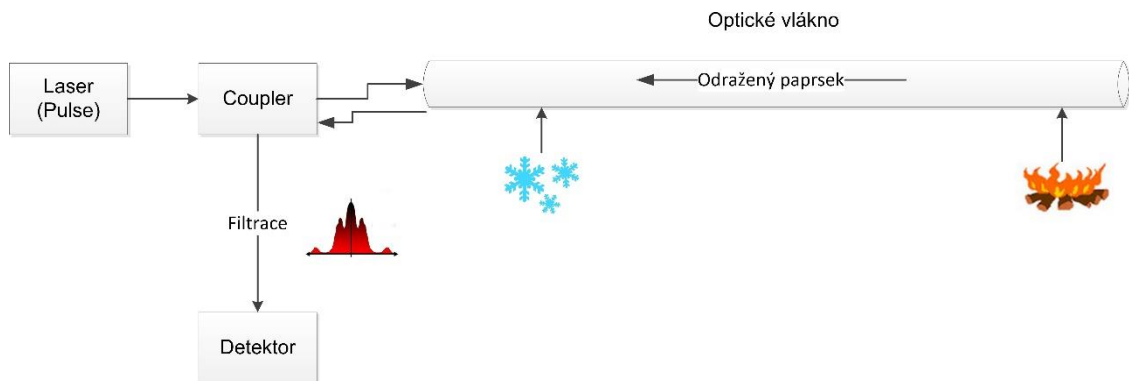 Optické vlákno
Laser
(Pulse)
Coupler
Odražený paprsek
Filtrace
Detektor